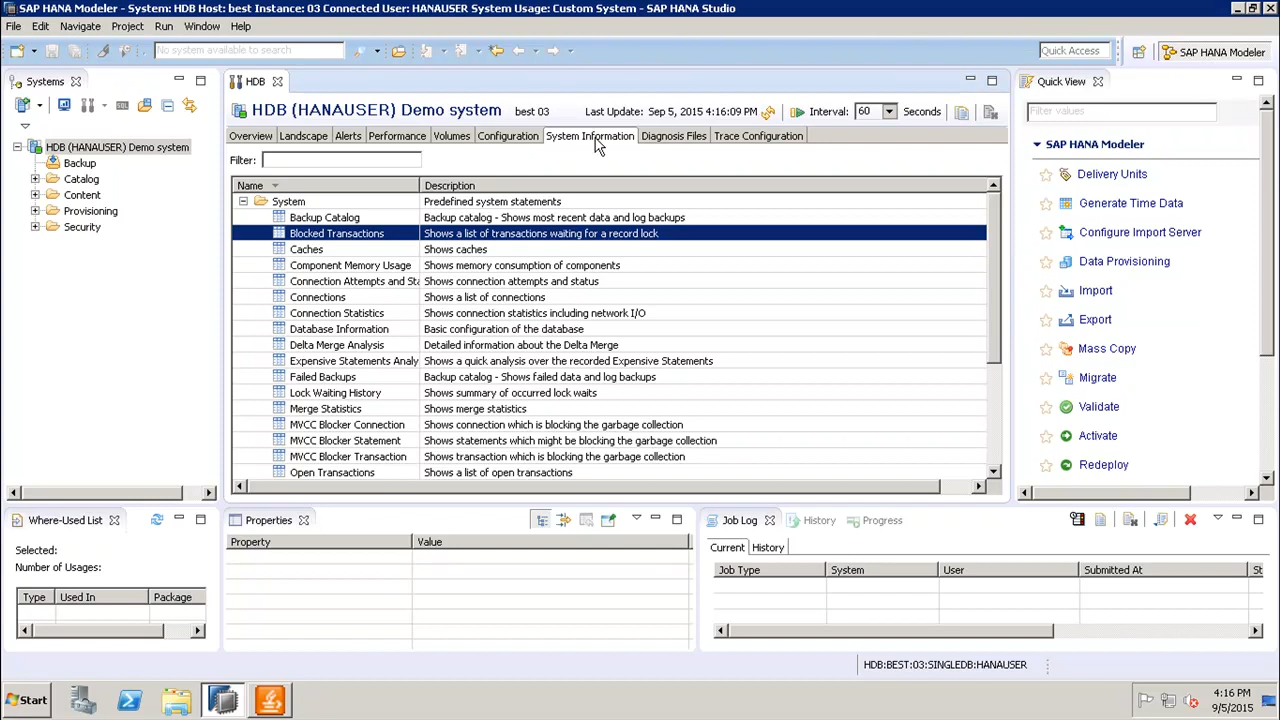 SAP HANA Modeler - System: HDB Host: best Instance: 03 Connected User: HANAUSER System Usage: Custom System - SAP HANA Studio
File Edit Navigate Project Run Window Help
No system available to search
Quick Access
SAP HANA Modeler
Systems
HDB (HANAUSER) Demo system
Backup
Catalog
Content
Provisioning
Security
HDB
HDB (HANAUSER) Demo system best 03
Last Update: Sep 5, 2015 4:16:09 PM
Interval: 60 Seconds
Overview Landscape Alerts Performance Volumes Configuration System Information Diagnosis Files Trace Configuration
Filter:
Name Description
System Predefined system statements
Backup Catalog Backup catalog - Shows most recent data and log backups
Blocked Transactions Shows a list of transactions waiting for a record lock
Caches Shows caches
Component Memory Usage Shows memory consumption of components
Connection Attempts and Sta Shows connection attempts and status
Connections Shows a list of connections
Connection Statistics Shows connection statistics including network I/O
Database Information Basic configuration of the database
Delta Merge Analysis Detailed information about the Delta Merge
Expensive Statements Analy Shows a quick analysis over the recorded Expensive Statements
Failed Backups Backup catalog - Shows failed data and log backups
Lock Waiting History Shows summary of occurred lock waits
Merge Statistics Shows merge statistics
MVCC Blocker Connection Shows connection which is blocking the garbage collection
MVCC Blocker Statement Shows statements which might be blocking the garbage collection
MVCC Blocker Transaction Shows transaction which is blocking the garbage collection
Open Transactions Shows a list of open transactions
Quick View
Filter values
SAP HANA Modeler
Delivery Units
Generate Time Data
Configure Import Server
Data Provisioning
Import
Export
Mass Copy
Migrate
Validate
Activate
Redeploy
Where-Used List
Selected:
Number of Usages:
Type Used In Package
Properties
Property Value
Job Log History Progress
Current History
Job Type System User Submitted At St
HDB:BEST:03:SINGLEDB:HANAUSER
Start
4:16 PM
9/5/2015